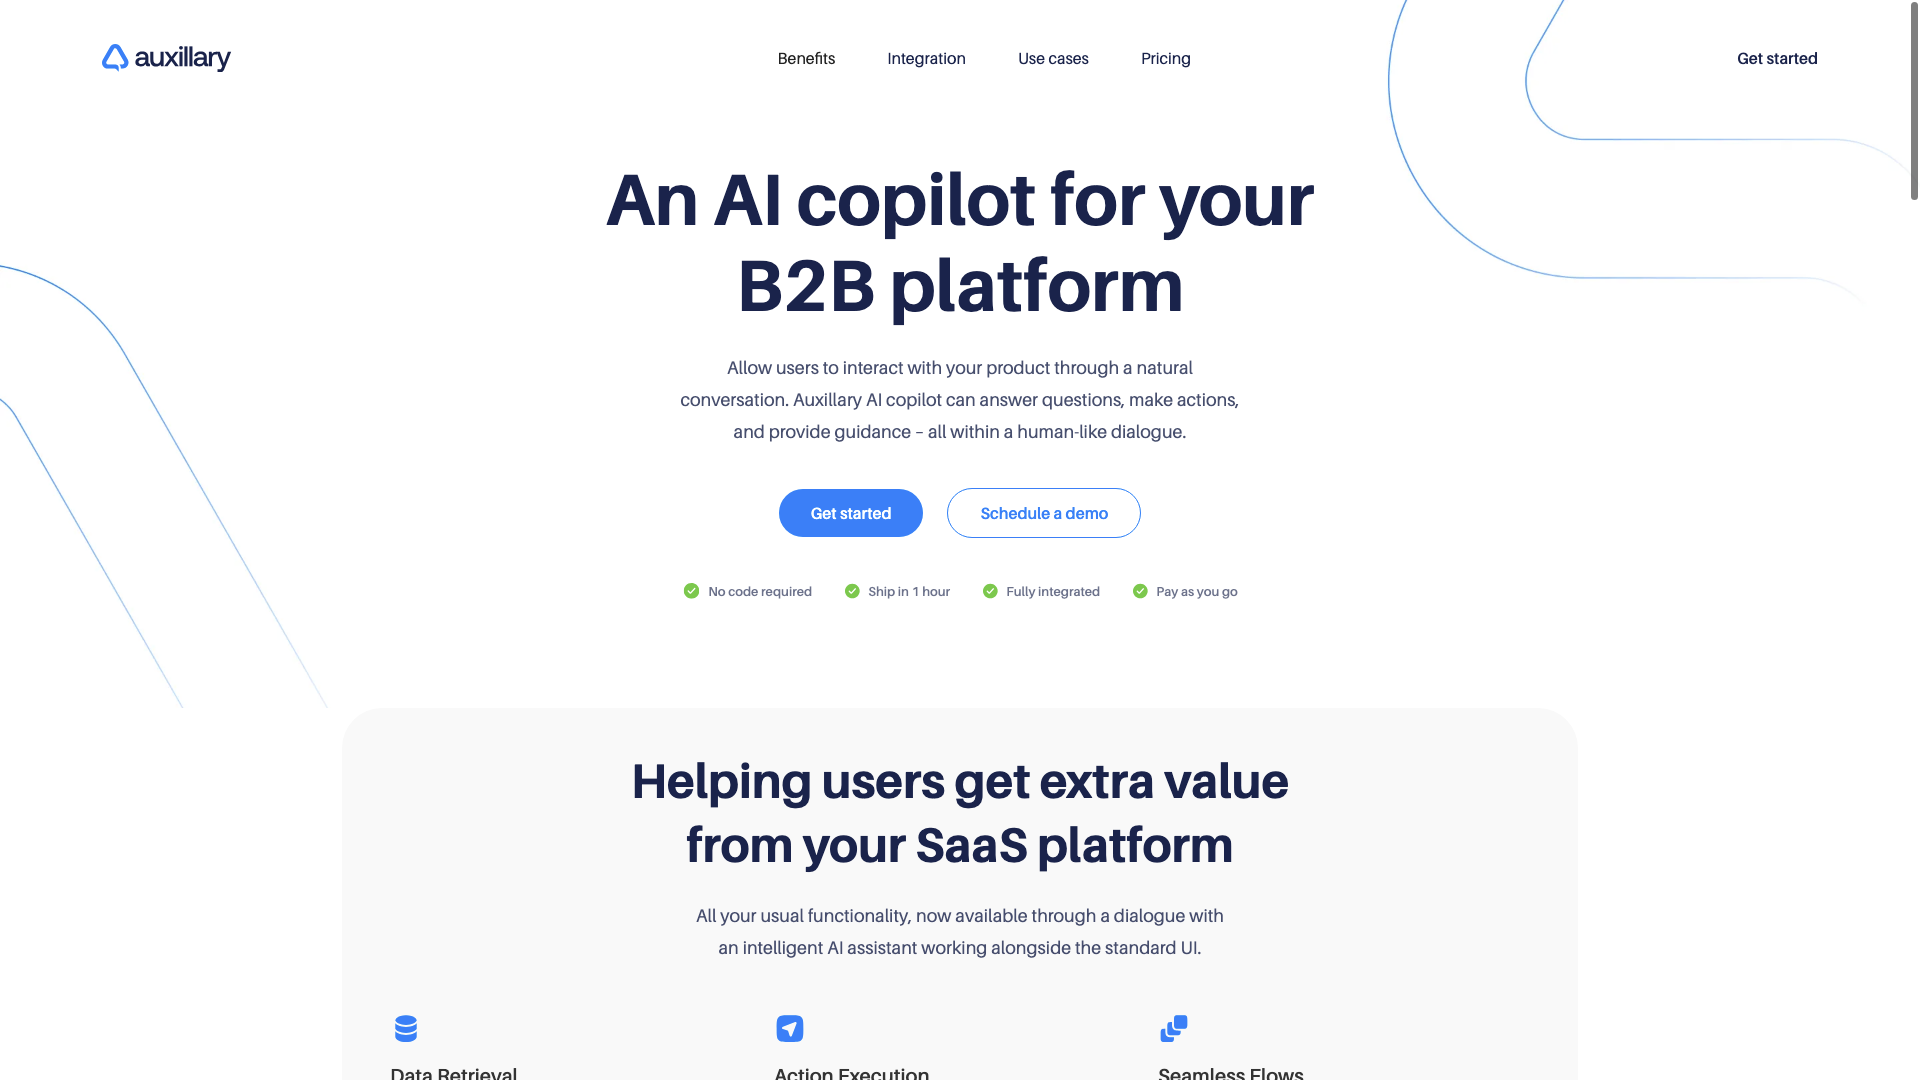 auxillary
Benefits
Integration
Use cases
Pricing
Get started
An AI copilot for your
B2B platform
Allow users to interact with your product through a natural
conversation. Auxillary AI copilot can answer questions, make actions,
and provide guidance – all within a human-like dialogue.
Get started
Schedule a demo
No code required
Ship in 1 hour
Fully integrated
Pay as you go
Helping users get extra value
from your SaaS platform
All your usual functionality, now available through a dialogue with
an intelligent AI assistant working alongside the standard UI.
Data Retrieval
Action Execution
Seamless Flows